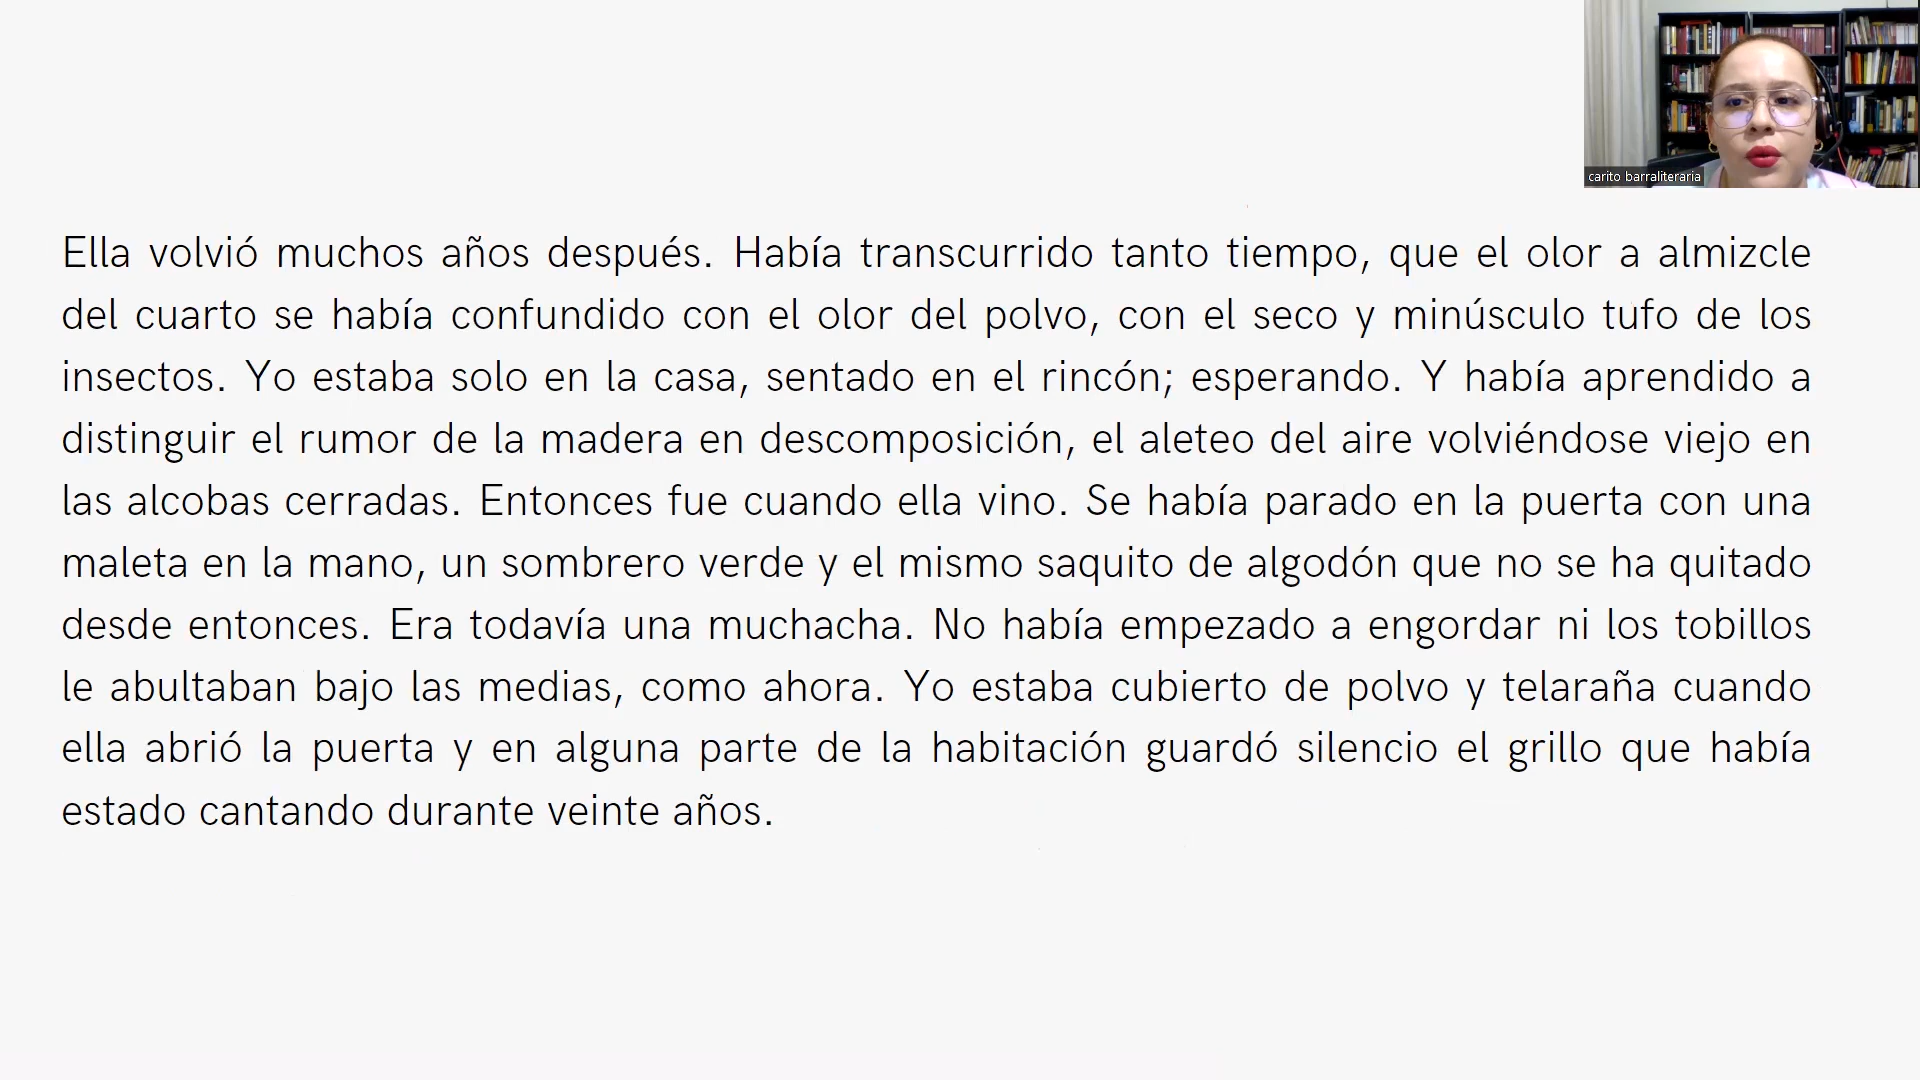 carito barraliteraria
Ella volvió muchos años después. Había transcurrido tanto tiempo, que el olor a almizcle
del cuarto se había confundido con el olor del polvo, con el seco y minúsculo tufo de los
insectos. Yo estaba solo en la casa, sentado en el rincón; esperando. Y había aprendido a
distinguir el rumor de la madera en descomposición, el aleteo del aire volviéndose viejo en
las alcobas cerradas. Entonces fue cuando ella vino. Se había parado en la puerta con una
maleta en la mano, un sombrero verde y el mismo saquito de algodón que no se ha quitado
desde entonces. Era todavía una muchacha. No había empezado a engordar ni los tobillos
le abultaban bajo las medias, como ahora. Yo estaba cubierto de polvo y telaraña cuando
ella abrió la puerta y en alguna parte de la habitación guardó silencio el grillo que había
estado cantando durante veinte años.